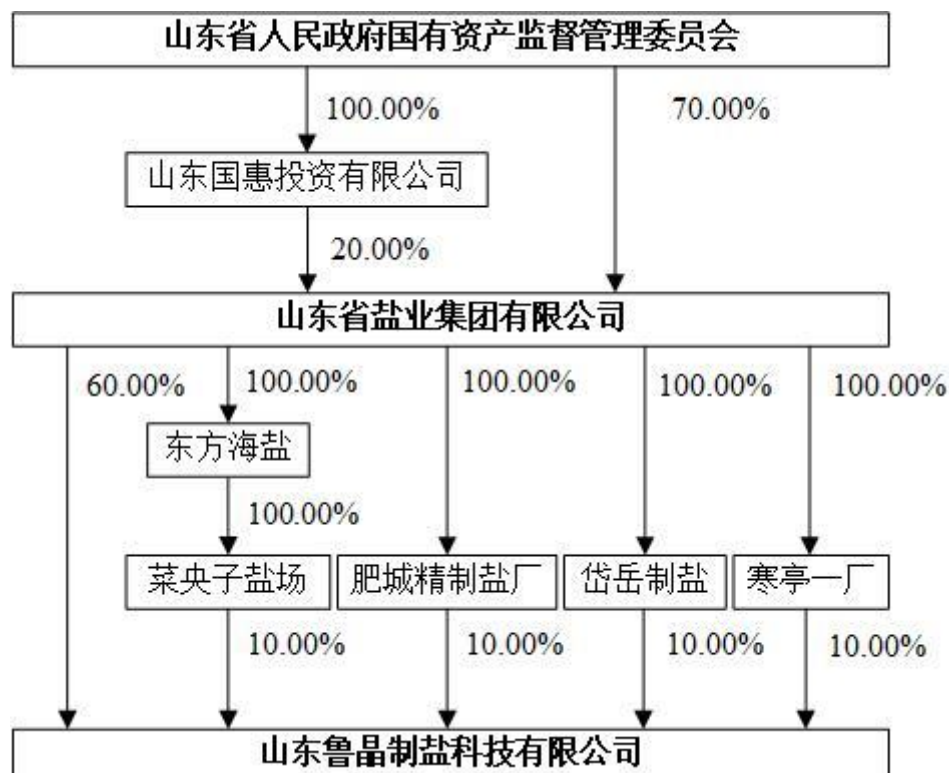 山东省人民政府国有资产监督管理委员会
100.00%
70.00%
山东国惠投资有限公司
20.00%
山东省盐业集团有限公司
60.00%
100.00%
100.00%
100.00%
100.00%
东方海盐
100.00%
菜央子盐场
肥城精制盐厂
岱岳制盐
寒亭一厂
10.00%
10.00%
10.00%
10.00%
山东鲁晶制盐科技有限公司